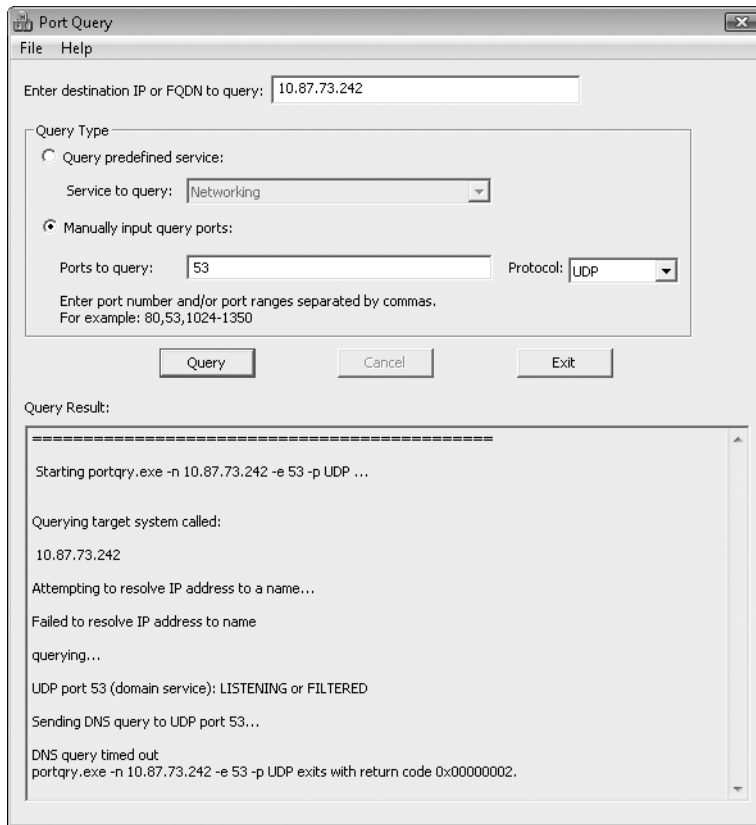 Port Query
File Help
Enter destination IP or FQDN to query: 10.87.73.242
Query Type
Query predefined service:
Service to query: Networking
Manually input query ports:
Ports to query: 53 Protocol: UDP
Enter port number and/or port ranges separated by commas.
For example: 80,53,1024-1350
Query Cancel Exit
Query Result:
=============================================
Starting portqry.exe -n 10.87.73.242 -e 53 -p UDP ...
Querying target system called:
10.87.73.242
Attempting to resolve IP address to a name...
Failed to resolve IP address to name
querying...
UDP port 53 (domain service): LISTENING or FILTERED
Sending DNS query to UDP port 53...
DNS query timed out
portqry.exe -n 10.87.73.242 -e 53 -p UDP exits with return code 0x00000002.